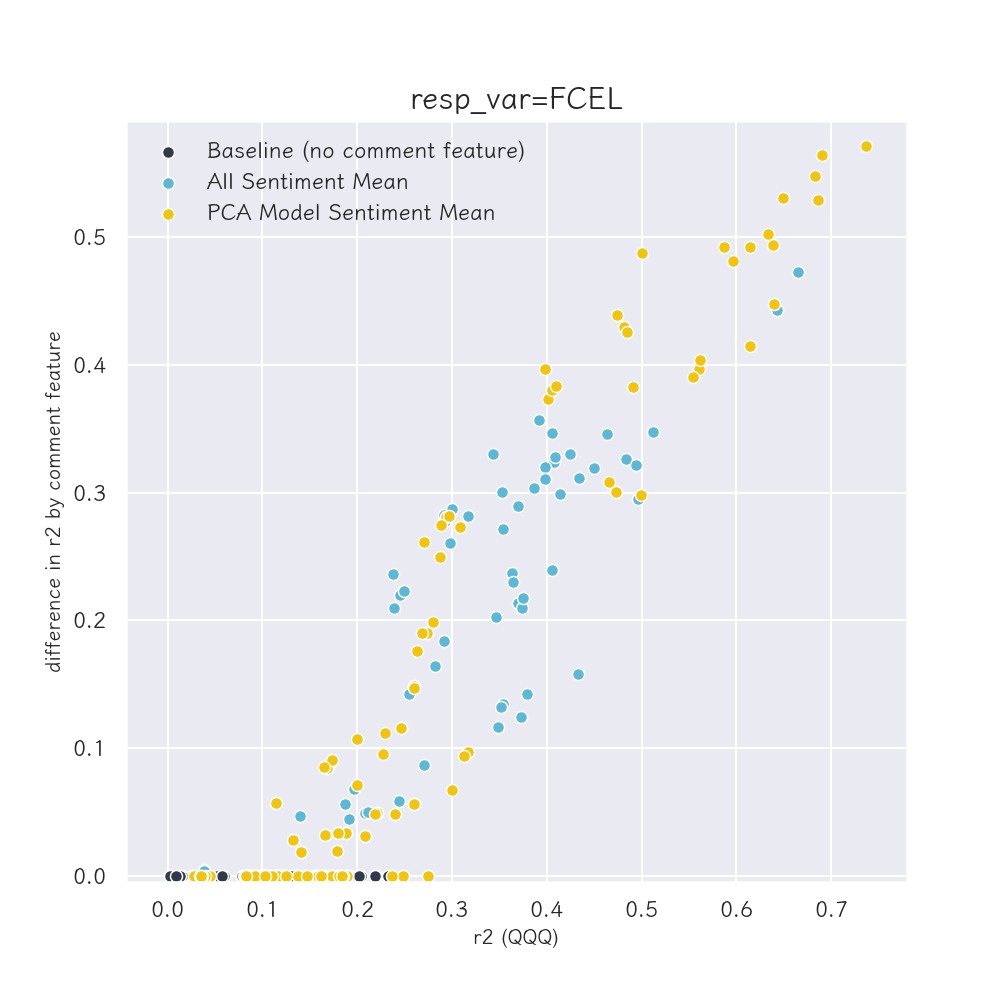 resp_var=FCEL
Baseline (no comment feature)
All Sentiment Mean
PCA Model Sentiment Mean
difference in r2 by comment feature
0.5
0.4
0.3
0.2
0.1
0.0
0.0 0.1 0.2 0.3 0.4 0.5 0.6 0.7
r2 (QQQ)